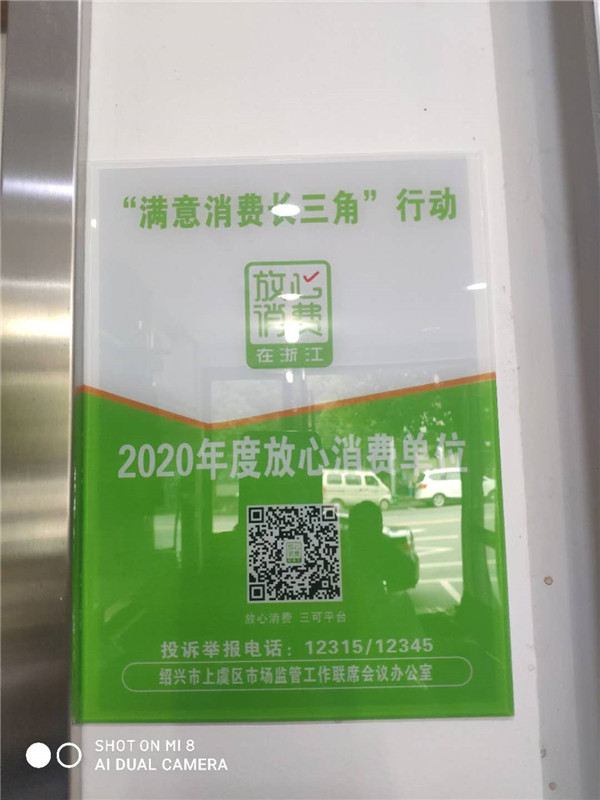 “满意消费长三角”行动
放心
消费
在浙江
2020年度放心消费单位
放心消费 三可平台
投诉举报电话：12315/12345
绍兴市上虞区市场监管工作联席会议办公室
SHOT ON MI 8
AI DUAL CAMERA